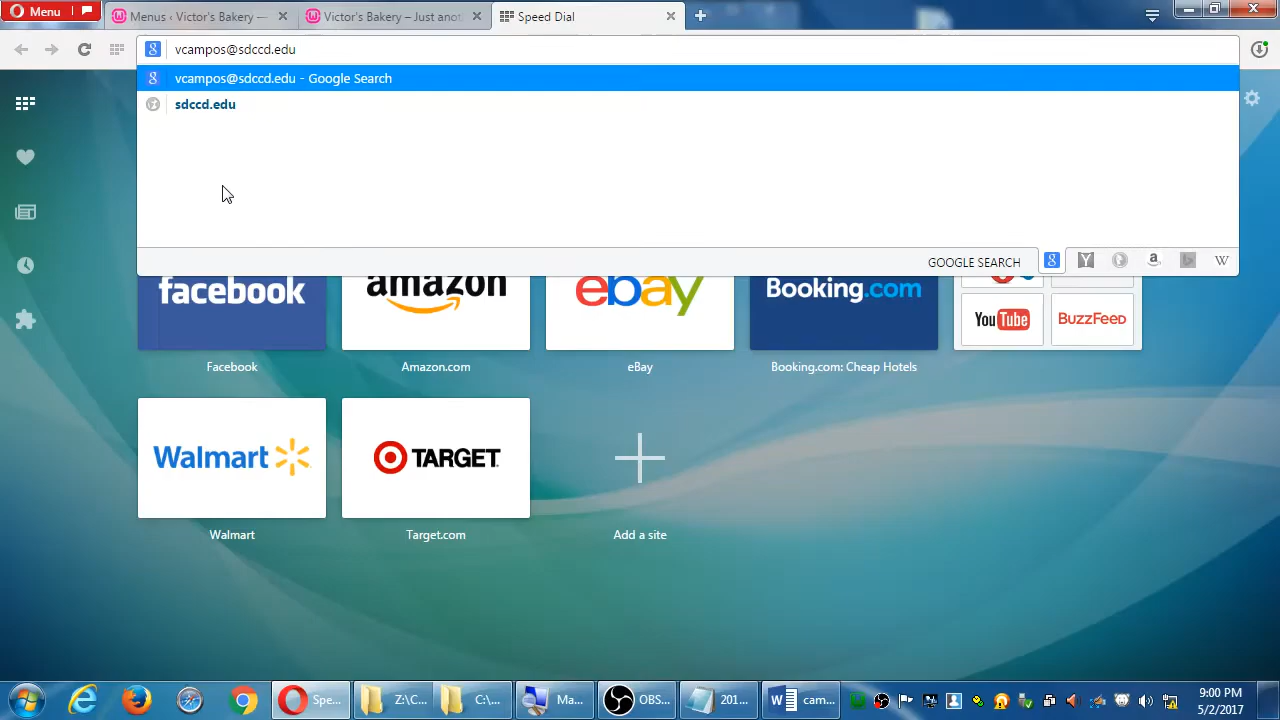 Menu
Menus ‹ Victor's Bakery —
Victor's Bakery – Just anot
Speed Dial
vcampos@sdccd.edu
vcampos@sdccd.edu - Google Search
sdccd.edu
GOOGLE SEARCH
facebook
amazon
ebay
Booking.com
YouTube
BuzzFeed
Facebook
Amazon.com
eBay
Booking.com: Cheap Hotels
Walmart
TARGET
Walmart
Target.com
Add a site
Spe...
Z:\C...
C:\...
Ma...
OBS...
201...
cam...
9:00 PM
5/2/2017